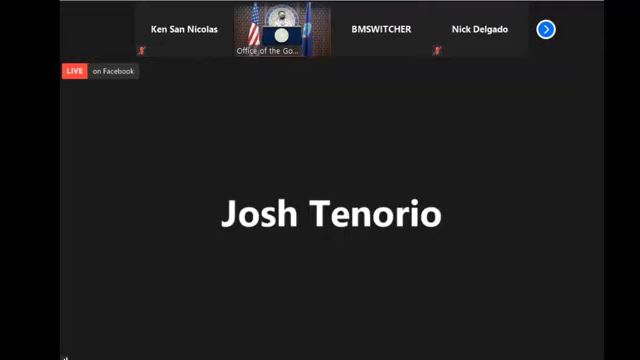 Ken San Nicolas
BMSWITCHER
Nick Delgado
Office of the Go...
LIVE on Facebook
Josh Tenorio